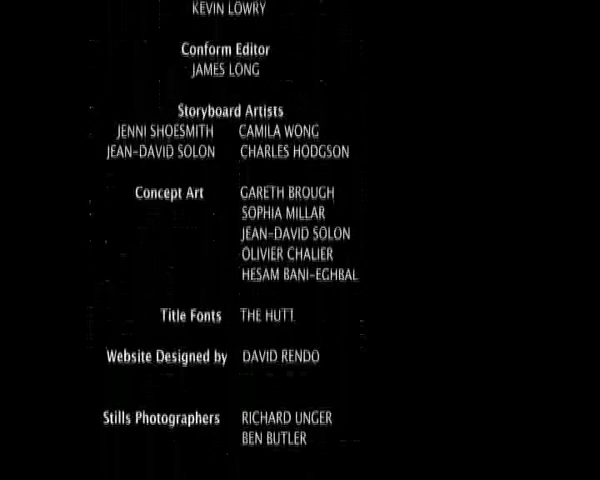 KEVIN LOWRY
Conform Editor
JAMES LONG
Storyboard Artists
JENNI SHOESMITH CAMILA WONG
JEAN-DAVID SOLON CHARLES HODGSON
Concept Art GARETH BROUGH
SOPHIA MILLAR
JEAN-DAVID SOLON
OLIVIER CHALIER
HESAM BANI-EGHBAL
Title Fonts THE HUTT
Website Designed by DAVID RENDO
Stills Photographers RICHARD UNGER
BEN BUTLER